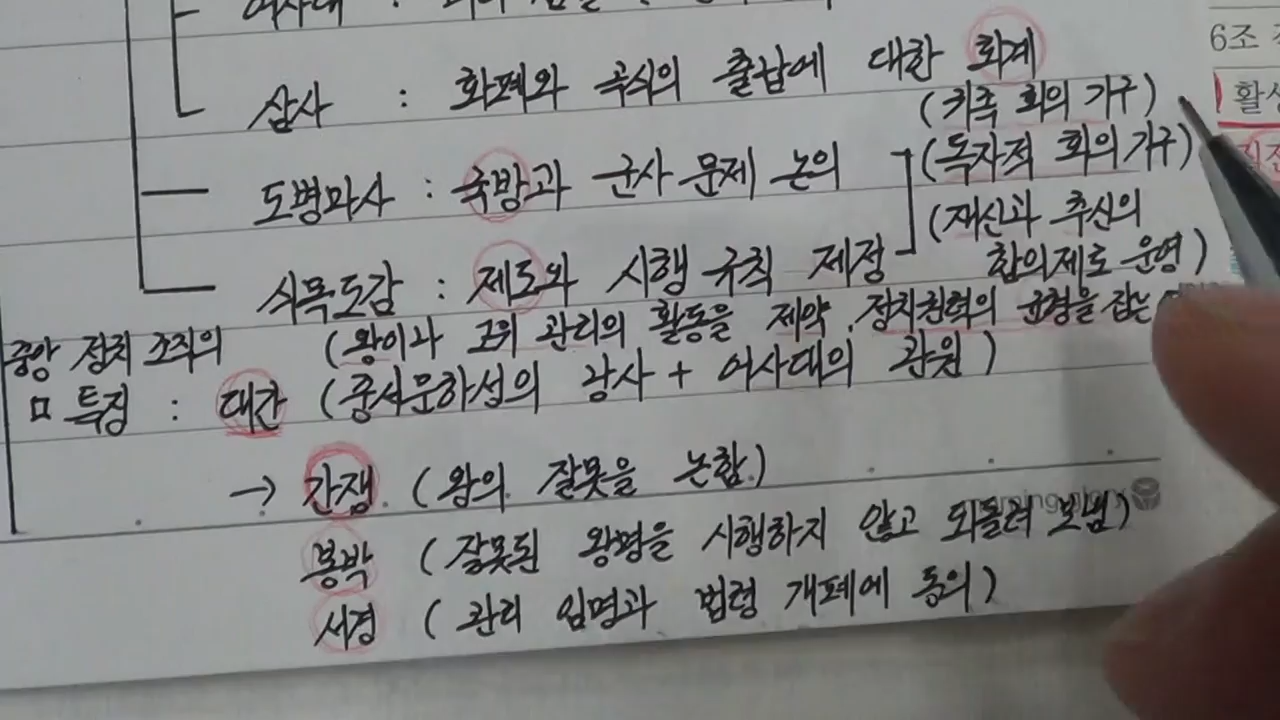 어사대 :
삼사 : 화폐와 곡식의 출납에 대한 회계
(귀족 회의 기구)
도병마사 : 국방과 군사 문제 논의 (독자적 회의 기구)
(재신과 추신의
식목도감 : 제도와 시행 규칙 제정 합의제로 운영)
중앙 정치 조직의 (왕이나 고위 관리의 활동을 제약, 정치권력의 균형을 잡는
특징 : 대간 (중서문하성의 낭사 + 어사대의 관원)
→ 간쟁 (왕의 잘못을 논함)
봉박 (잘못된 왕명을 시행하지 않고 되돌려 보냄)
서경 (관리 임명과 법령 개폐에 동의)
6조
활성
직전